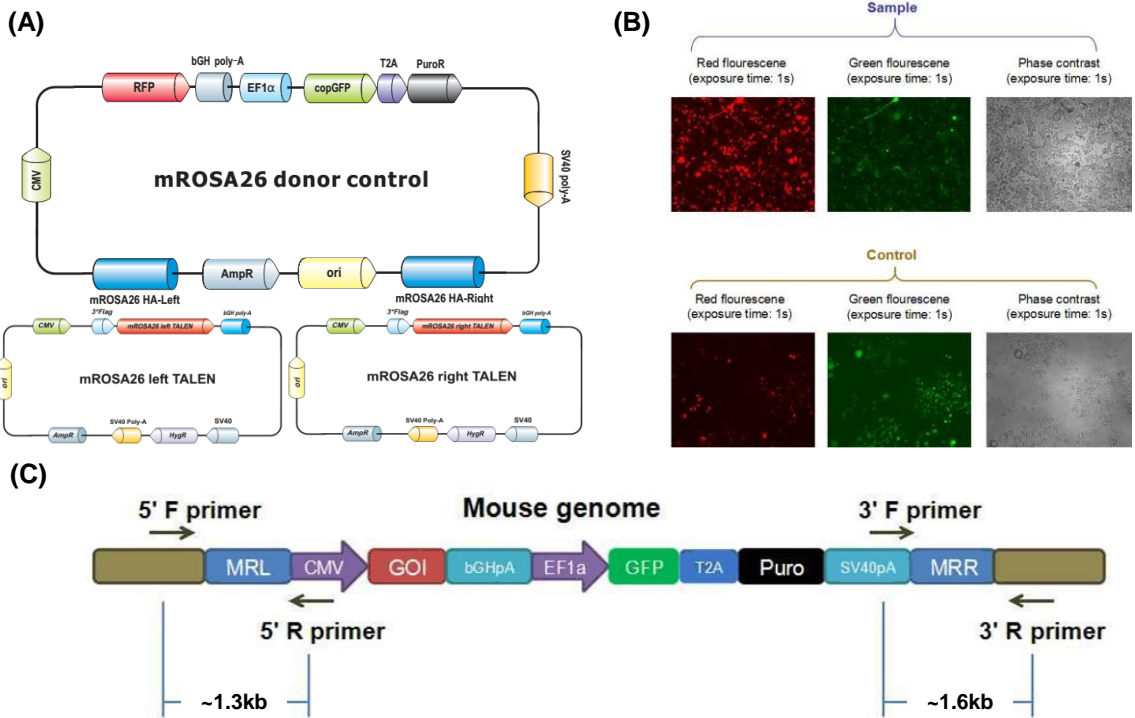 (A)
bGH poly-A
T2A
PuroR
RFP
EF1α
copGFP
CMV
SV40 poly-A
mROSA26 donor control
AmpR
ori
mROSA26 HA-Left
mROSA26 HA-Right
CMV
3*Flag
mROSA26 left TALEN
bGH poly-A
ori
mROSA26 left TALEN
AmpR
SV40 Poly-A
HygR
SV40
CMV
3*Flag
mROSA26 right TALEN
bGH poly-A
ori
mROSA26 right TALEN
AmpR
SV40 Poly-A
HygR
SV40
(B)
Sample
Red flourescene
(exposure time: 1s)
Green flourescene
(exposure time: 1s)
Phase contrast
(exposure time: 1s)
Control
Red flourescene
(exposure time: 1s)
Green flourescene
(exposure time: 1s)
Phase contrast
(exposure time: 1s)
(C)
5' F primer
Mouse genome
3' F primer
MRL
CMV
GOI
bGHpA
EF1a
GFP
T2A
Puro
SV40pA
MRR
5' R primer
3' R primer
~1.3kb
~1.6kb